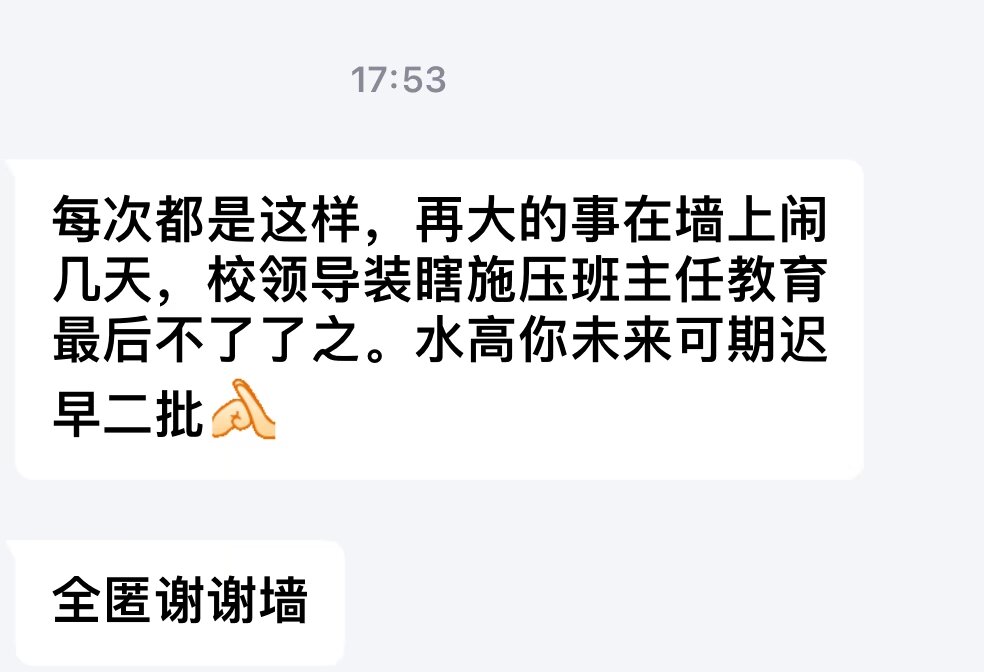 17:53
每次都是这样，再大的事在墙上闹
几天，校领导装瞎施压班主任教育
最后不了了之。水高你未来可期迟
早二批
全匿谢谢墙